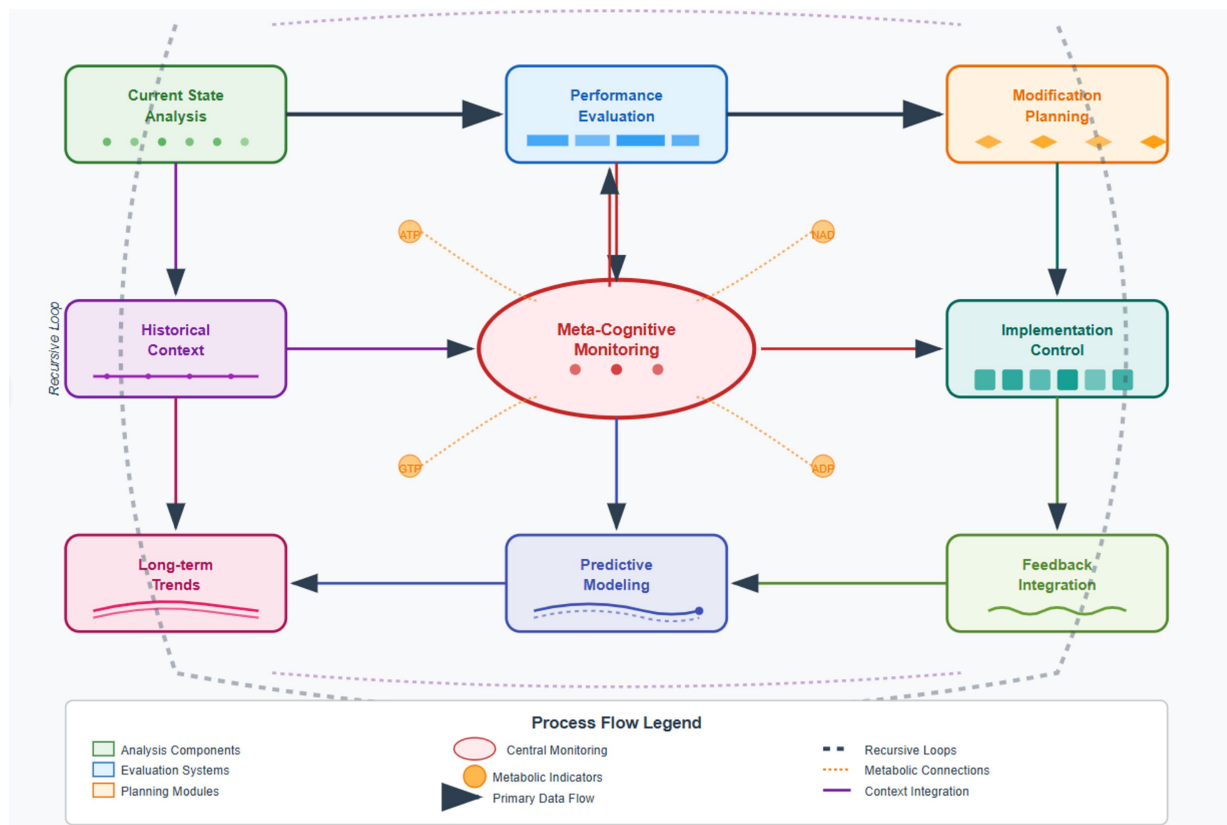 Current State
Analysis
Performance
Evaluation
Modification
Planning
ATP
NAD
Recursive Loop
Historical
Context
Meta-Cognitive
Monitoring
Implementation
Control
GTP
ADP
Long-term
Trends
Predictive
Modeling
Feedback
Integration
Process Flow Legend
Analysis Components
Evaluation Systems
Planning Modules
Central Monitoring
Metabolic Indicators
Primary Data Flow
Recursive Loops
Metabolic Connections
Context Integration